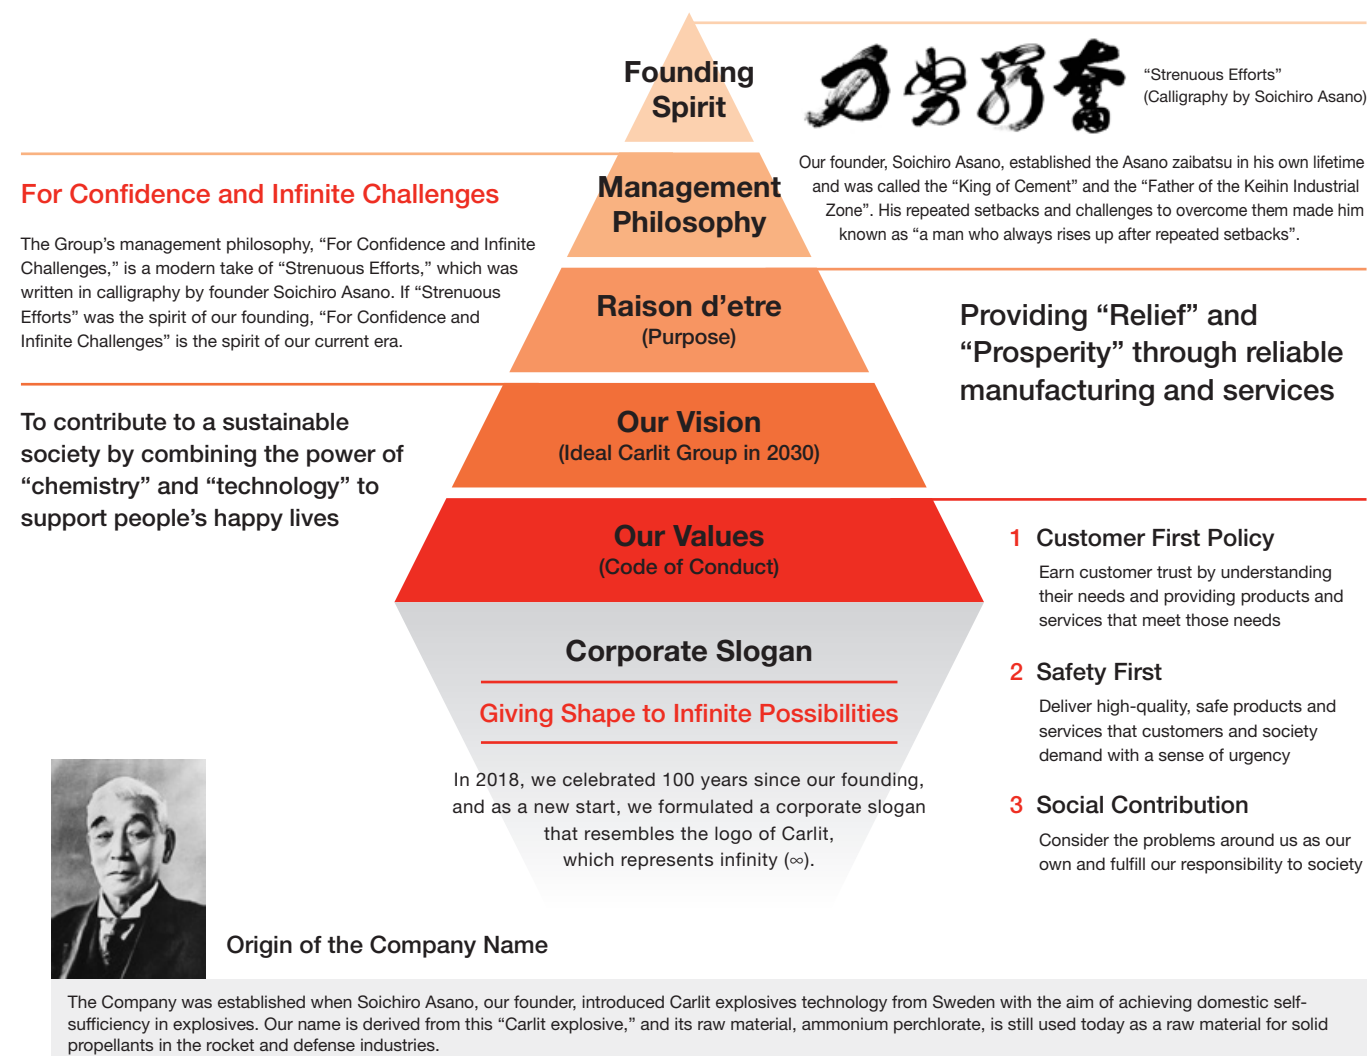 Founding
Spirit
奮
羽
努
力
“Strenuous Efforts”
(Calligraphy by Soichiro Asano)
Our founder, Soichiro Asano, established the Asano zaibatsu in his own lifetime
and was called the “King of Cement” and the “Father of the Keihin Industrial
Zone”. His repeated setbacks and challenges to overcome them made him
known as “a man who always rises up after repeated setbacks”.
Management
Philosophy
For Confidence and Infinite Challenges
The Group’s management philosophy, “For Confidence and Infinite
Challenges,” is a modern take of “Strenuous Efforts,” which was
written in calligraphy by founder Soichiro Asano. If “Strenuous
Efforts” was the spirit of our founding, “For Confidence and
Infinite Challenges” is the spirit of our current era.
Raison d’etre
(Purpose)
Providing “Relief” and
“Prosperity” through reliable
manufacturing and services
Our Vision
(Ideal Carlit Group in 2030)
To contribute to a sustainable
society by combining the power of
“chemistry” and “technology” to
support people’s happy lives
Our Values
(Code of Conduct)
1 Customer First Policy
Earn customer trust by understanding
their needs and providing products and
services that meet those needs
2 Safety First
Deliver high-quality, safe products and
services that customers and society
demand with a sense of urgency
3 Social Contribution
Consider the problems around us as our
own and fulfill our responsibility to society
Corporate Slogan
Giving Shape to Infinite Possibilities
In 2018, we celebrated 100 years since our founding,
and as a new start, we formulated a corporate slogan
that resembles the logo of Carlit,
which represents infinity (∞).
Origin of the Company Name
The Company was established when Soichiro Asano, our founder, introduced Carlit explosives technology from Sweden with the aim of achieving domestic self-
sufficiency in explosives. Our name is derived from this “Carlit explosive,” and its raw material, ammonium perchlorate, is still used today as a raw material for solid
propellants in the rocket and defense industries.